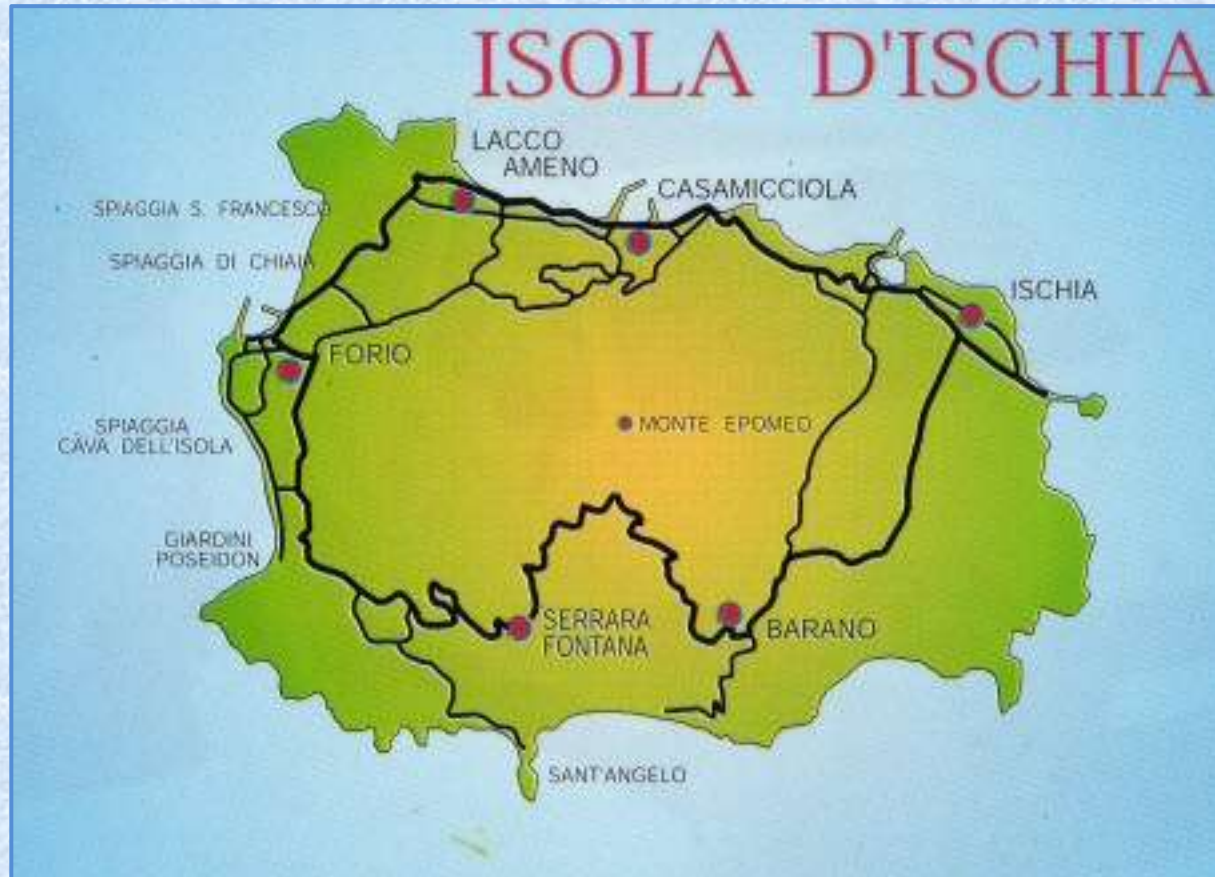 ISOLA D'ISCHIA
LACCO
AMENO
CASAMICCIOLA
SPIAGGIA S. FRANCESCO
SPIAGGIA DI CHIAIA
ISCHIA
FORIO
SPIAGGIA
CAVA DELL'ISOLA
MONTE EPOMEO
GIARDINI
POSEIDON
SERRARA
FONTANA
BARANO
SANT'ANGELO